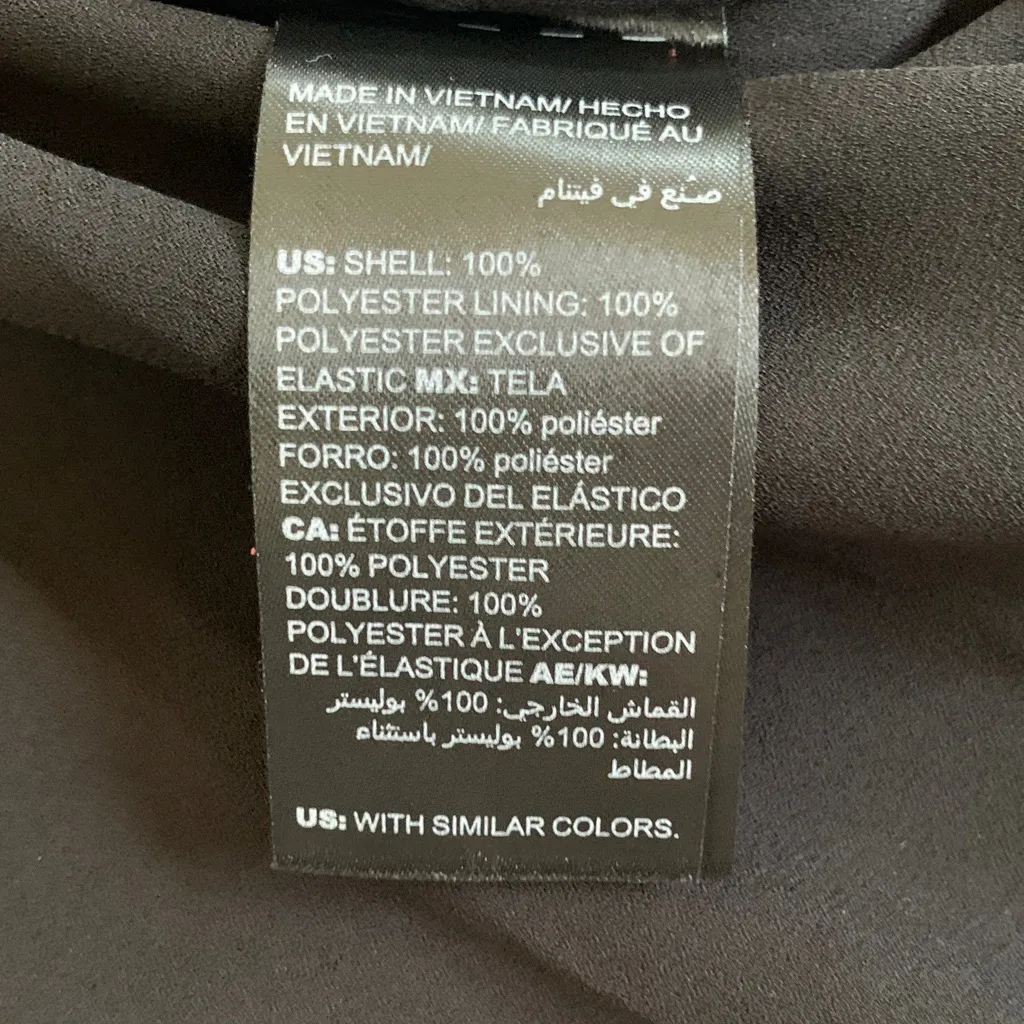 MADE IN VIETNAM/ HECHO
EN VIETNAM/ FABRIQUÉ AU
VIETNAM/
صُنع في فيتنام
US: SHELL: 100%
POLYESTER LINING: 100%
POLYESTER EXCLUSIVE OF
ELASTIC MX: TELA
EXTERIOR: 100% poliéster
FORRO: 100% poliéster
EXCLUSIVO DEL ELÁSTICO
CA: ÉTOFFE EXTÉRIEURE:
100% POLYESTER
DOUBLURE: 100%
POLYESTER À L'EXCEPTION
DE L'ÉLASTIQUE AE/KW:
القماش الخارجي: 100% بوليستر
البطانة: 100% بوليستر باستثناء
المطاط
US: WITH SIMILAR COLORS.